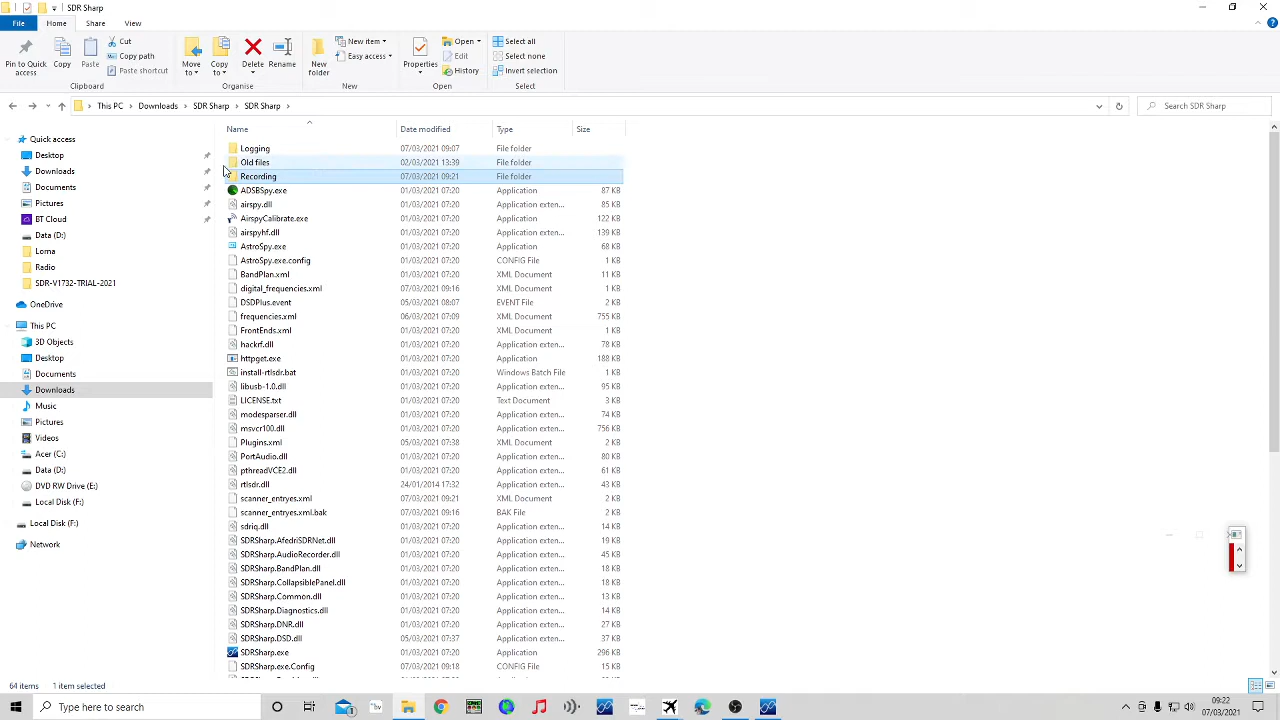 SDR Sharp
File Home Share View
Pin to Quick access
Copy
Paste
Cut
Copy path
Paste shortcut
Clipboard
Move to
Copy to
Delete
Rename
Organise
New folder
New item
Easy access
New
Properties
Open
Edit
History
Open
Select all
Select none
Invert selection
Select
This PC > Downloads > SDR Sharp > SDR Sharp >
Search SDR Sharp
Quick access
Desktop
Downloads
Documents
Pictures
BT Cloud
Data (D:)
Lorna
Radio
SDR-V1732-TRIAL-2021
OneDrive
This PC
3D Objects
Desktop
Documents
Downloads
Music
Pictures
Videos
Acer (C:)
Data (D:)
DVD RW Drive (E:)
Local Disk (F:)
Local Disk (F:)
Network
Name Date modified Type Size
Logging 07/03/2021 09:07 File folder
Old files 02/03/2021 13:39 File folder
Recording 07/03/2021 09:21 File folder
ADSBSpy.exe 01/03/2021 07:20 Application 87 KB
airspy.dll 01/03/2021 07:20 Application exten... 85 KB
AirspyCalibrate.exe 01/03/2021 07:20 Application 122 KB
airspyhf.dll 01/03/2021 07:20 Application exten... 139 KB
AstroSpy.exe 01/03/2021 07:20 Application 68 KB
AstroSpy.exe.config 01/03/2021 07:20 CONFIG File 1 KB
BandPlan.xml 01/03/2021 07:20 XML Document 11 KB
digital_frequencies.xml 07/03/2021 09:16 XML Document 1 KB
DSDPlus.event 05/03/2021 08:07 EVENT File 2 KB
frequencies.xml 06/03/2021 07:09 XML Document 755 KB
FrontEnds.xml 01/03/2021 07:20 XML Document 1 KB
hackrf.dll 01/03/2021 07:20 Application exten... 78 KB
httpget.exe 01/03/2021 07:20 Application 188 KB
install-rtlsdr.bat 01/03/2021 07:20 Windows Batch File 1 KB
libusb-1.0.dll 01/03/2021 07:20 Application exten... 95 KB
LICENSE.txt 01/03/2021 07:20 Text Document 3 KB
modesparser.dll 01/03/2021 07:20 Application exten... 74 KB
msvcr100.dll 01/03/2021 07:20 Application exten... 756 KB
Plugins.xml 05/03/2021 07:38 XML Document 2 KB
PortAudio.dll 01/03/2021 07:20 Application exten... 80 KB
pthreadVCE2.dll 01/03/2021 07:20 Application exten... 61 KB
rtlsdr.dll 24/01/2014 17:32 Application exten... 43 KB
scanner_entryes.xml 07/03/2021 09:21 XML Document 2 KB
scanner_entryes.xml.bak 07/03/2021 09:16 BAK File 2 KB
sdriq.dll 01/03/2021 07:20 Application exten... 14 KB
SDRSharp.AfedriSDRNet.dll 01/03/2021 07:20 Application exten... 19 KB
SDRSharp.AudioRecorder.dll 01/03/2021 07:20 Application exten... 45 KB
SDRSharp.BandPlan.dll 01/03/2021 07:20 Application exten... 18 KB
SDRSharp.CollapsiblePanel.dll 01/03/2021 07:20 Application exten... 18 KB
SDRSharp.Common.dll 01/03/2021 07:20 Application exten... 13 KB
SDRSharp.Diagnostics.dll 01/03/2021 07:20 Application exten... 14 KB
SDRSharp.DNR.dll 01/03/2021 07:20 Application exten... 27 KB
SDRSharp.DSD.dll 05/03/2021 07:37 Application exten... 37 KB
SDRSharp.exe 01/03/2021 07:20 Application 296 KB
SDRSharp.exe.Config 07/03/2021 09:18 CONFIG File 15 KB
64 items 1 item selected
Type here to search
09:22
07/03/2021